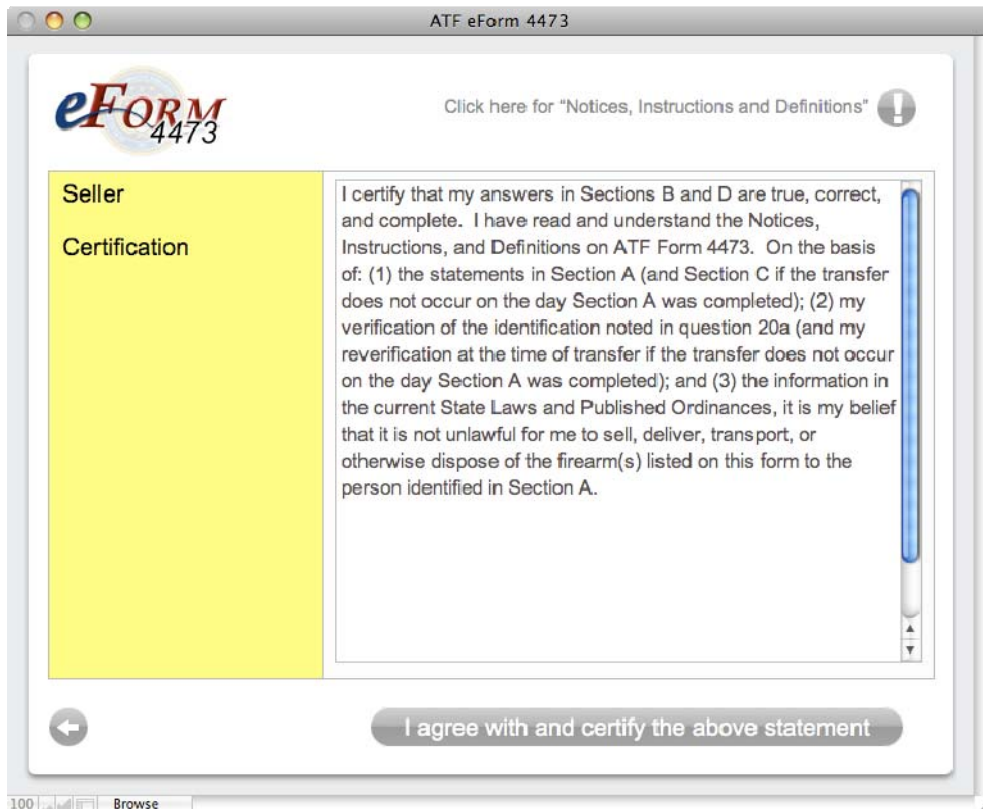 ATF eForm 4473
eFORM
4473
Click here for “Notices, Instructions and Definitions”
!
Seller
Certification
I certify that my answers in Sections B and D are true, correct,
and complete.  I have read and understand the Notices,
Instructions, and Definitions on ATF Form 4473.  On the basis
of: (1) the statements in Section A (and Section C if the transfer
does not occur on the day Section A was completed); (2) my
verification of the identification noted in question 20a (and my
reverification at the time of transfer if the transfer does not occur
on the day Section A was completed); and (3) the information in
the current State Laws and Published Ordinances, it is my belief
that it is not unlawful for me to sell, deliver, transport, or
otherwise dispose of the firearm(s) listed on this form to the
person identified in Section A.
I agree with and certify the above statement
100 Browse